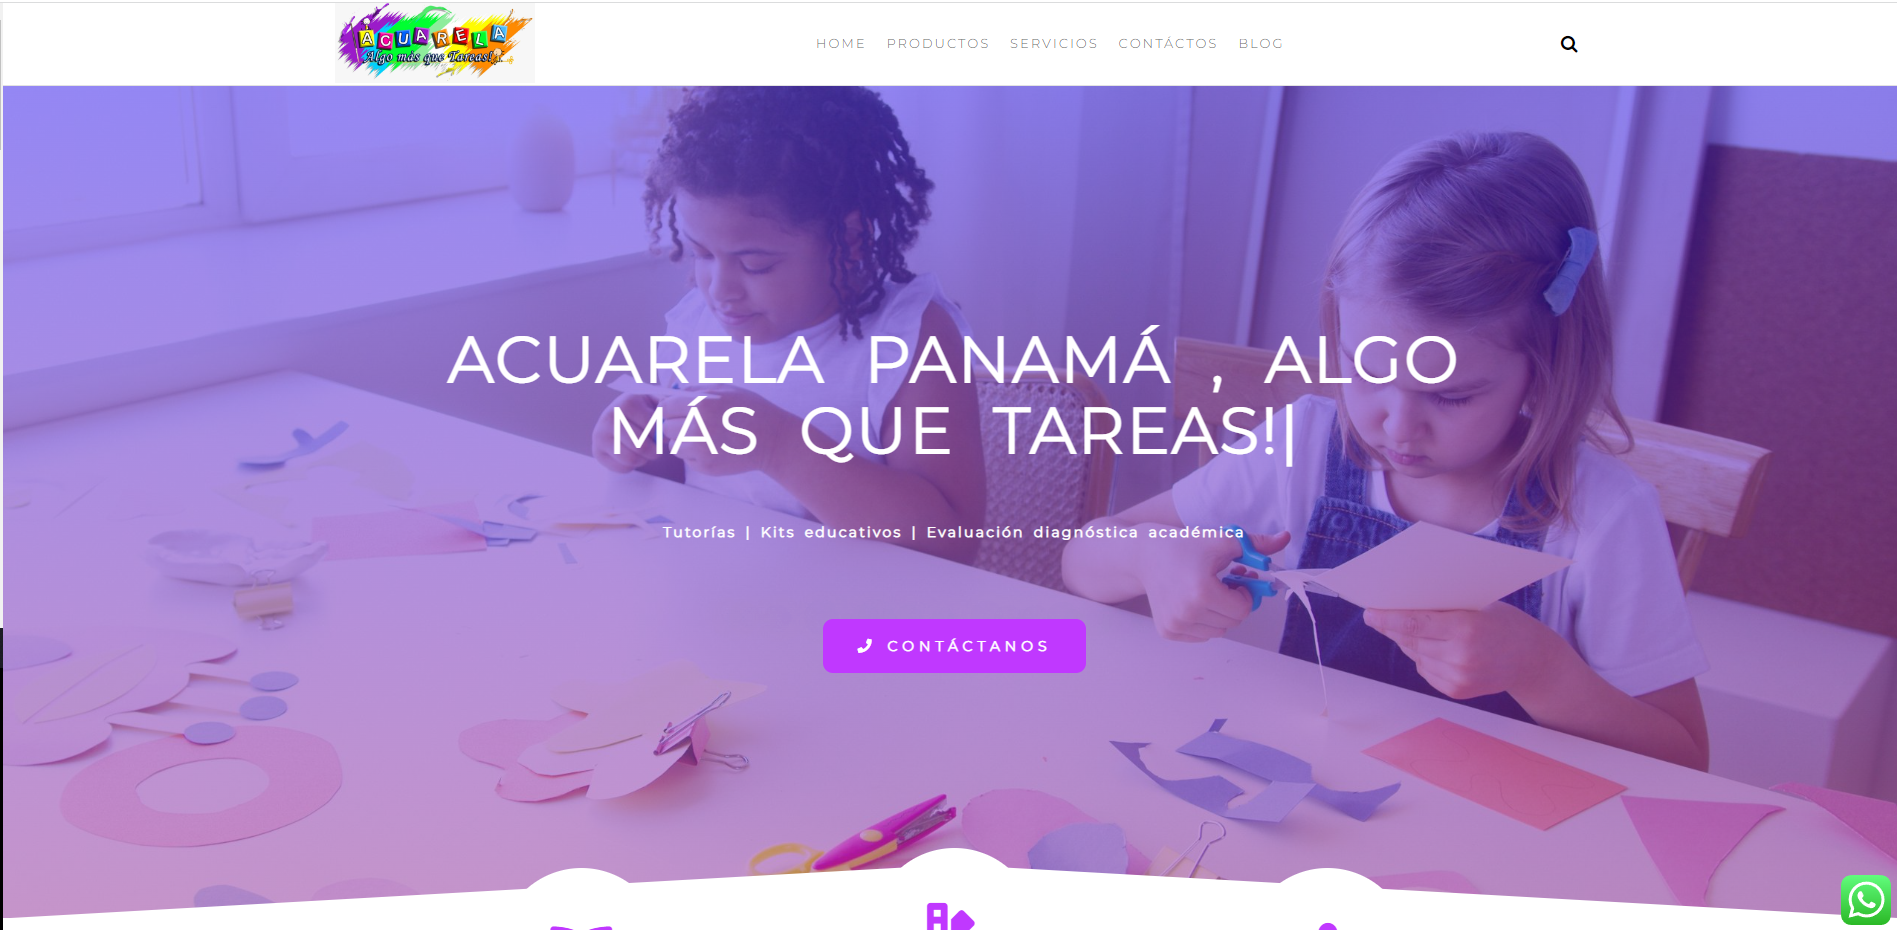 ACUARELA
Algo más que Tareas!
HOME PRODUCTOS SERVICIOS CONTÁCTOS BLOG
ACUARELA PANAMÁ , ALGO
MÁS QUE TAREAS!|
Tutorías | Kits educativos | Evaluación diagnóstica académica
CONTÁCTANOS